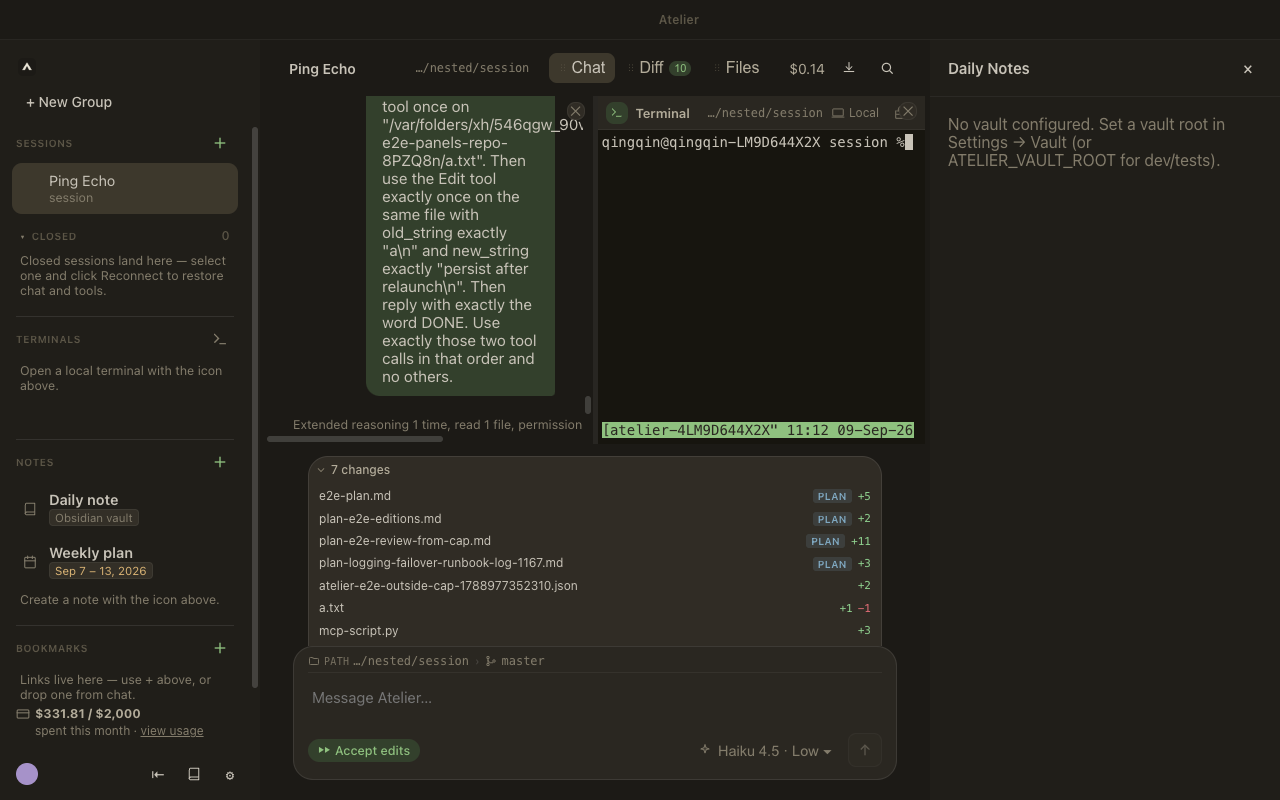 Atelier
+ New Group
SESSIONS
Ping Echo
session
CLOSED 0
Closed sessions land here — select
one and click Reconnect to restore
chat and tools.
TERMINALS
Open a local terminal with the icon
above.
NOTES
Daily note
Obsidian vault
Weekly plan
Sep 7 – 13, 2026
Create a note with the icon above.
BOOKMARKS
Links live here — use + above, or
drop one from chat.
$331.81 / $2,000
spent this month · view usage
Ping Echo
…/nested/session
Chat
Diff 10
Files
$0.14
tool once on
"/var/folders/xh/546qgw_90v
e2e-panels-repo-
8PZQ8n/a.txt". Then
use the Edit tool
exactly once on the
same file with
old_string exactly
"a\n" and new_string
exactly "persist after
relaunch\n". Then
reply with exactly the
word DONE. Use
exactly those two tool
calls in that order and
no others.
Extended reasoning 1 time, read 1 file, permission
Terminal …/nested/session Local
qingqin@qingqin-LM9D644X2X session %
[atelier-4LM9D644X2X" 11:12 09-Sep-26
7 changes
e2e-plan.md PLAN +5
plan-e2e-editions.md PLAN +2
plan-e2e-review-from-cap.md PLAN +11
plan-logging-failover-runbook-log-1167.md PLAN +3
atelier-e2e-outside-cap-1788977352310.json +2
a.txt +1 −1
mcp-script.py +3
PATH …/nested/session › master
Message Atelier...
Accept edits
Haiku 4.5 · Low
Daily Notes
No vault configured. Set a vault root in
Settings → Vault (or
ATELIER_VAULT_ROOT for dev/tests).